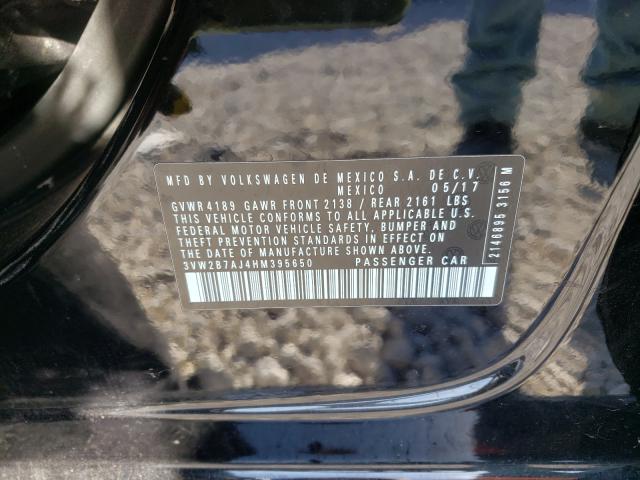 MFD BY VOLKSWAGEN DE MEXICO S.A. DE C.V.
MEXICO 05/17
GVWR 4189 GAWR FRONT 2138 / REAR 2161 LBS
THIS VEHICLE CONFORMS TO ALL APPLICABLE U.S.
FEDERAL MOTOR VEHICLE SAFETY, BUMPER AND
THEFT PREVENTION STANDARDS IN EFFECT ON
THE DATE OF MANUFACTURE SHOWN ABOVE.
3VW2B7AJ4HM395650 PASSENGER CAR
2146895 3156 M